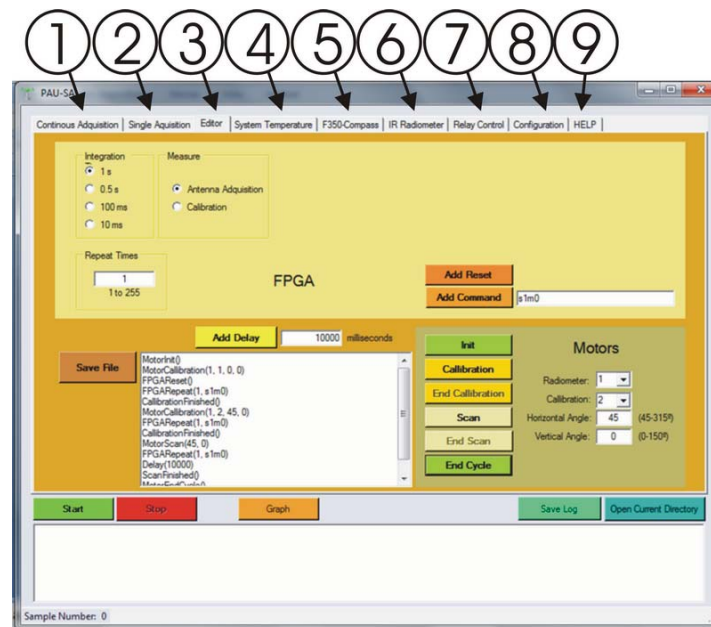 1 2 3 4 5 6 7 8 9
PAU-SA
Continous Adquisition Single Aquisition Editor System Temperature F350-Compass IR Radiometer Relay Control Configuration HELP
Integration Measure
1 s
0.5 s Antenna Adquisition
100 ms Calibration
10 ms
Repeat Times
1
1 to 255
FPGA
Add Reset
Add Command s1m0
Add Delay 10000 milliseconds
Save File
MotorInit()
MotorCallibration(1, 1, 0, 0)
FPGAReset()
FPGARepeat(1, s1m0)
CallibrationFinished()
MotorCallibration(1, 2, 45, 0)
FPGARepeat(1, s1m0)
CallibrationFinished()
MotorScan(45, 0)
FPGARepeat(1, s1m0)
Delay(10000)
ScanFinished()
MotorEndCycle()
Init
Callibration
End Callibration
Scan
End Scan
End Cycle
Motors
Radiometer: 1
Calibration: 2
Horizontal Angle: 45 (45-315º)
Vertical Angle: 0 (0-150º)
Start Stop Graph Save Log Open Current Directory
Sample Number: 0